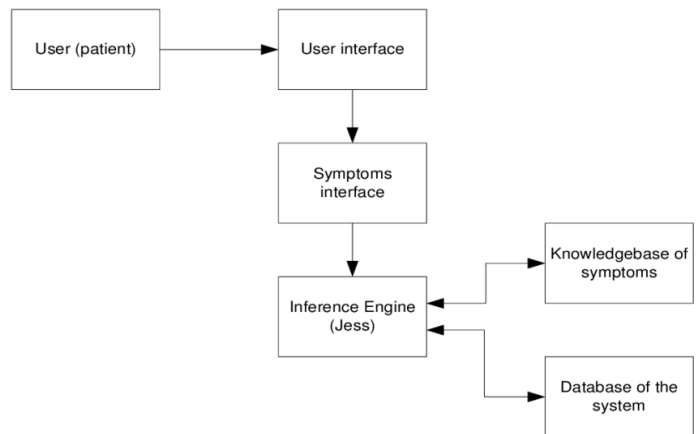 User (patient)
User interface
Symptoms
interface
Inference Engine
(Jess)
Knowledgebase of
symptoms
Database of the
system